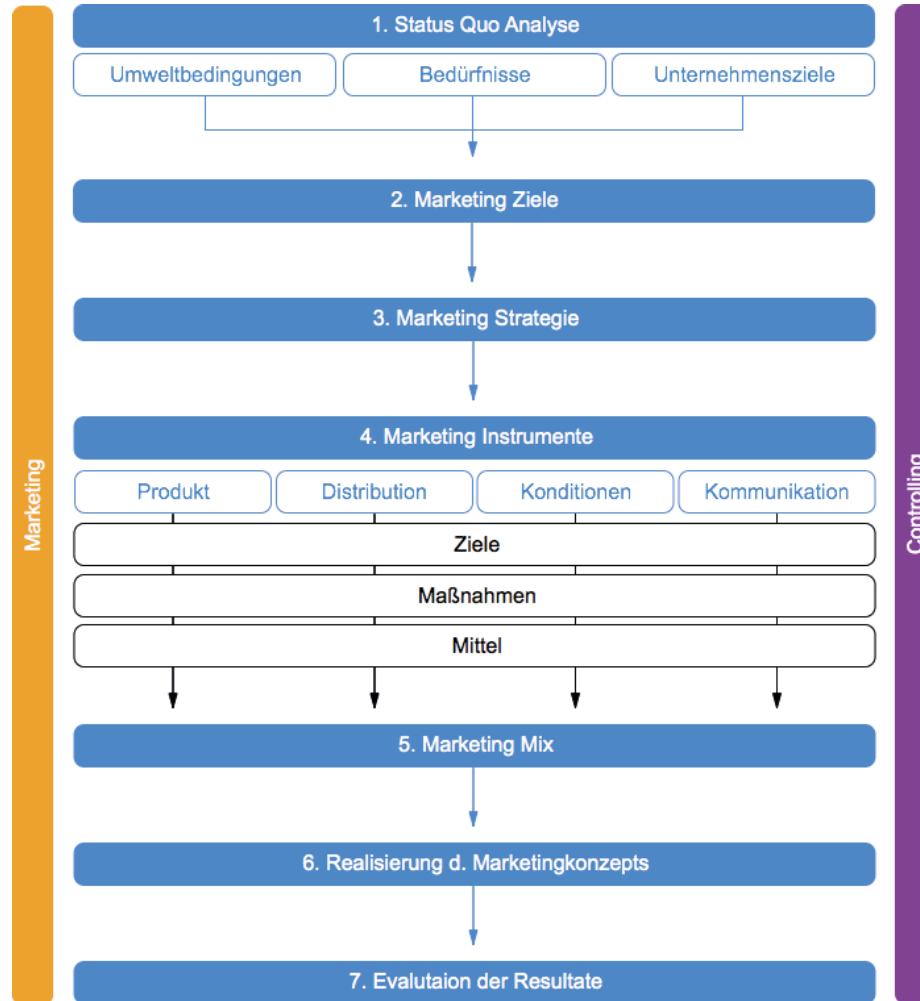 1. Status Quo Analyse
Umweltbedingungen
Bedürfnisse
Unternehmensziele
2. Marketing Ziele
3. Marketing Strategie
4. Marketing Instrumente
Produkt
Distribution
Konditionen
Kommunikation
Ziele
Maßnahmen
Mittel
5. Marketing Mix
6. Realisierung d. Marketingkonzepts
7. Evalutaion der Resultate
Marketing
Controlling